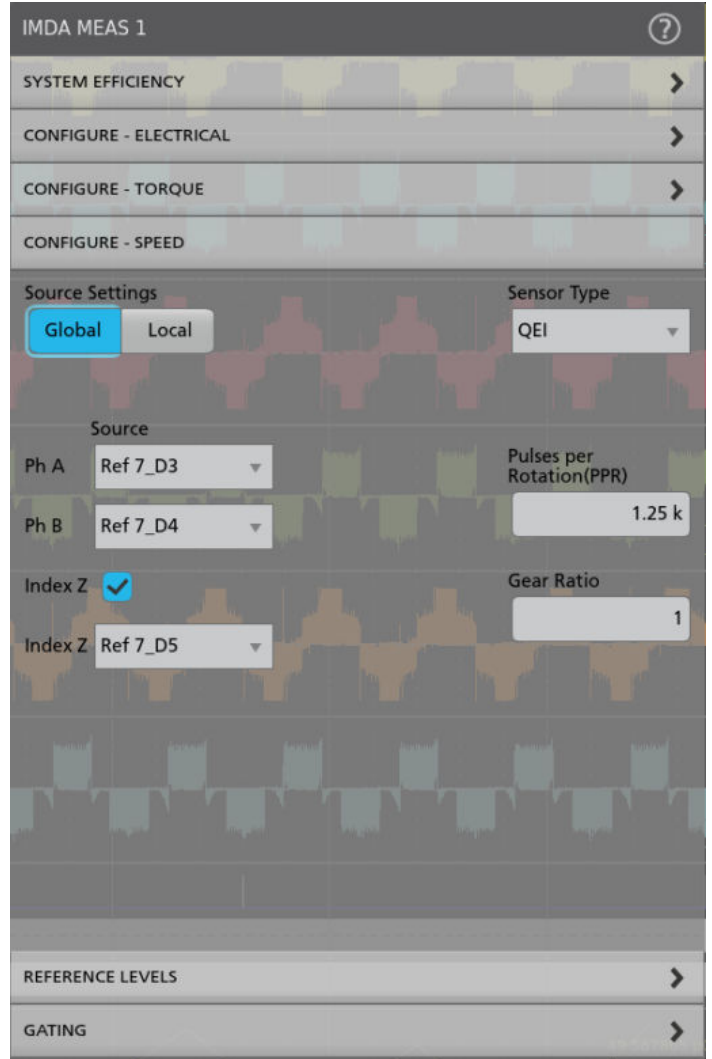 IMDA MEAS 1
?
SYSTEM EFFICIENCY
CONFIGURE - ELECTRICAL
CONFIGURE - TORQUE
CONFIGURE - SPEED
Source Settings
Sensor Type
Global Local
QEI
Source
Ph A Ref 7_D3
Pulses per
Rotation(PPR)
1.25 k
Ph B Ref 7_D4
Index Z
Gear Ratio
1
Index Z Ref 7_D5
REFERENCE LEVELS
GATING